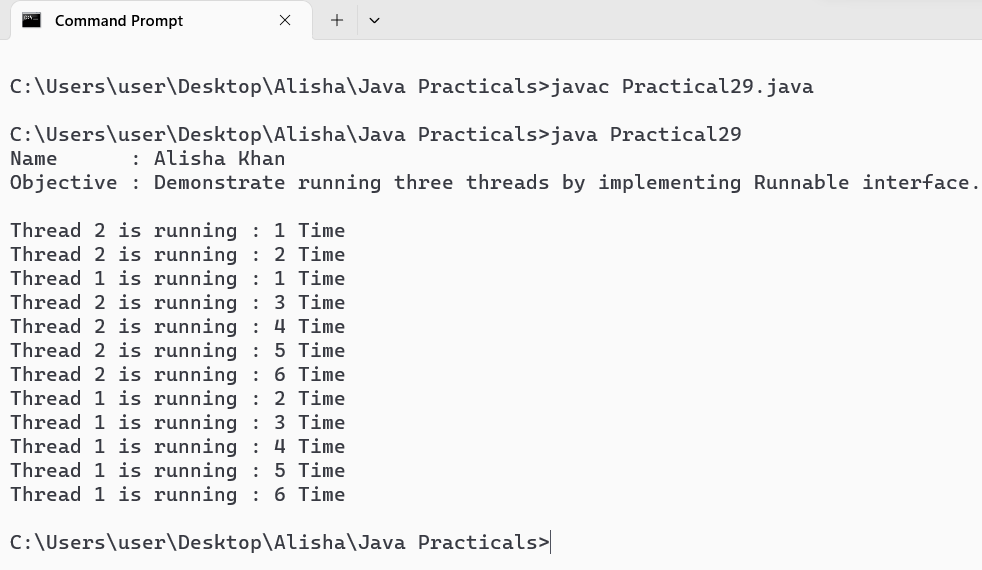 Command Prompt
C:\Users\user\Desktop\Alisha\Java Practicals>javac Practical29.java
C:\Users\user\Desktop\Alisha\Java Practicals>java Practical29
Name      : Alisha Khan
Objective : Demonstrate running three threads by implementing Runnable interface.
Thread 2 is running : 1 Time
Thread 2 is running : 2 Time
Thread 1 is running : 1 Time
Thread 2 is running : 3 Time
Thread 2 is running : 4 Time
Thread 2 is running : 5 Time
Thread 2 is running : 6 Time
Thread 1 is running : 2 Time
Thread 1 is running : 3 Time
Thread 1 is running : 4 Time
Thread 1 is running : 5 Time
Thread 1 is running : 6 Time
C:\Users\user\Desktop\Alisha\Java Practicals>